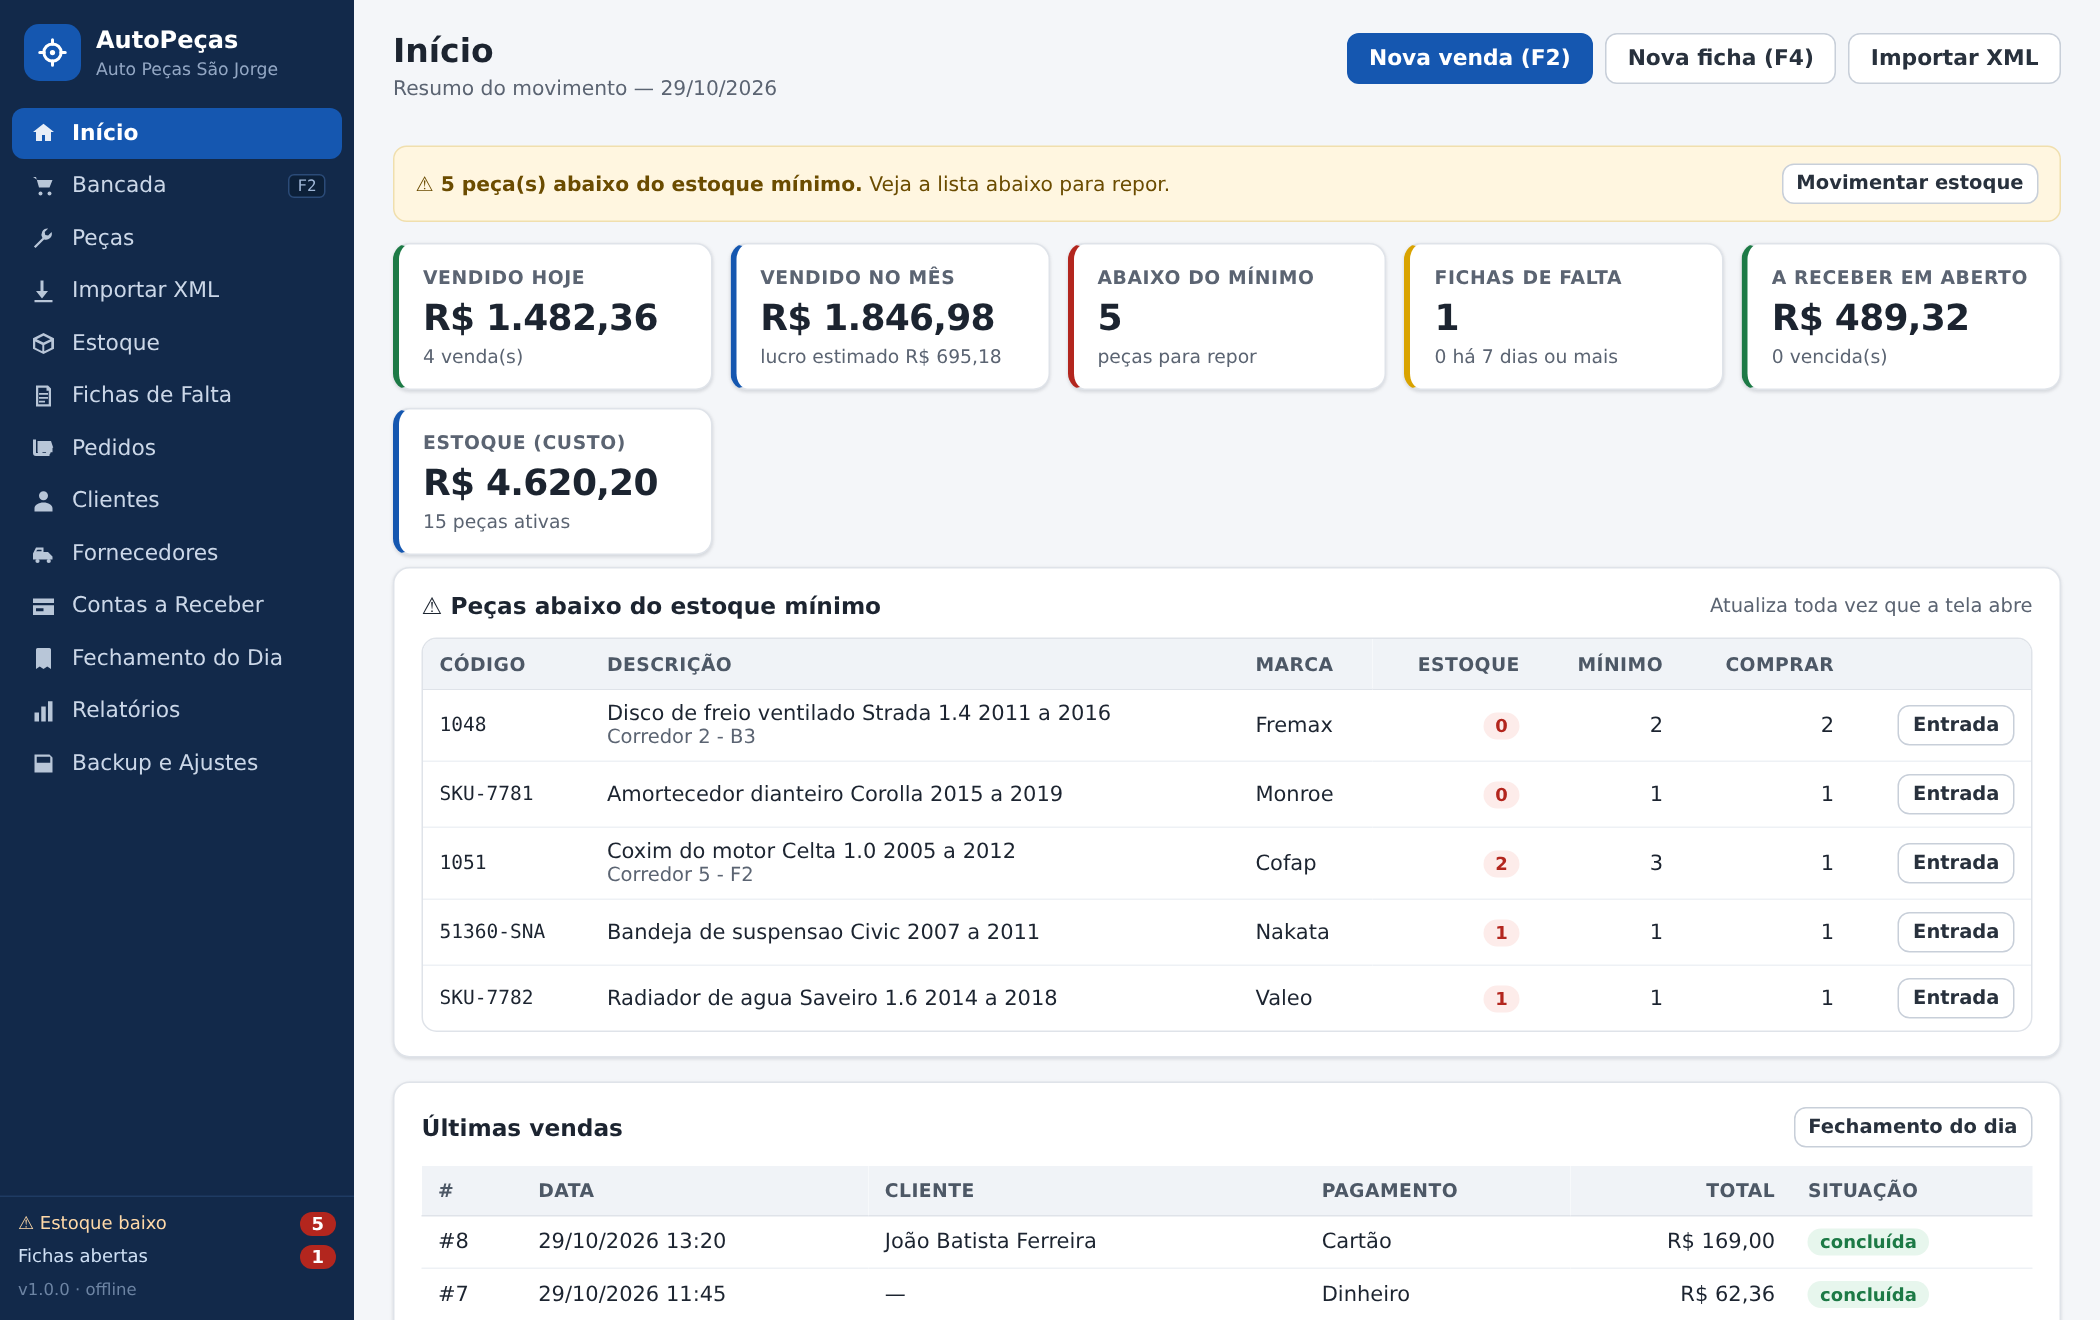 AutoPeças
Auto Peças São Jorge
Início
Bancada F2
Peças
Importar XML
Estoque
Fichas de Falta
Pedidos
Clientes
Fornecedores
Contas a Receber
Fechamento do Dia
Relatórios
Backup e Ajustes
⚠ Estoque baixo 5
Fichas abertas 1
v1.0.0 · offline
Início
Resumo do movimento — 29/10/2026
Nova venda (F2) Nova ficha (F4) Importar XML
⚠ 5 peça(s) abaixo do estoque mínimo. Veja a lista abaixo para repor. Movimentar estoque
VENDIDO HOJE
R$ 1.482,36
4 venda(s)
VENDIDO NO MÊS
R$ 1.846,98
lucro estimado R$ 695,18
ABAIXO DO MÍNIMO
5
peças para repor
FICHAS DE FALTA
1
0 há 7 dias ou mais
A RECEBER EM ABERTO
R$ 489,32
0 vencida(s)
ESTOQUE (CUSTO)
R$ 4.620,20
15 peças ativas
⚠ Peças abaixo do estoque mínimo Atualiza toda vez que a tela abre
CÓDIGO DESCRIÇÃO MARCA ESTOQUE MÍNIMO COMPRAR
1048 Disco de freio ventilado Strada 1.4 2011 a 2016 Fremax 0 2 2 Entrada
Corredor 2 - B3
SKU-7781 Amortecedor dianteiro Corolla 2015 a 2019 Monroe 0 1 1 Entrada
1051 Coxim do motor Celta 1.0 2005 a 2012 Cofap 2 3 1 Entrada
Corredor 5 - F2
51360-SNA Bandeja de suspensao Civic 2007 a 2011 Nakata 1 1 1 Entrada
SKU-7782 Radiador de agua Saveiro 1.6 2014 a 2018 Valeo 1 1 1 Entrada
Últimas vendas Fechamento do dia
# DATA CLIENTE PAGAMENTO TOTAL SITUAÇÃO
#8 29/10/2026 13:20 João Batista Ferreira Cartão R$ 169,00 concluída
#7 29/10/2026 11:45 — Dinheiro R$ 62,36 concluída